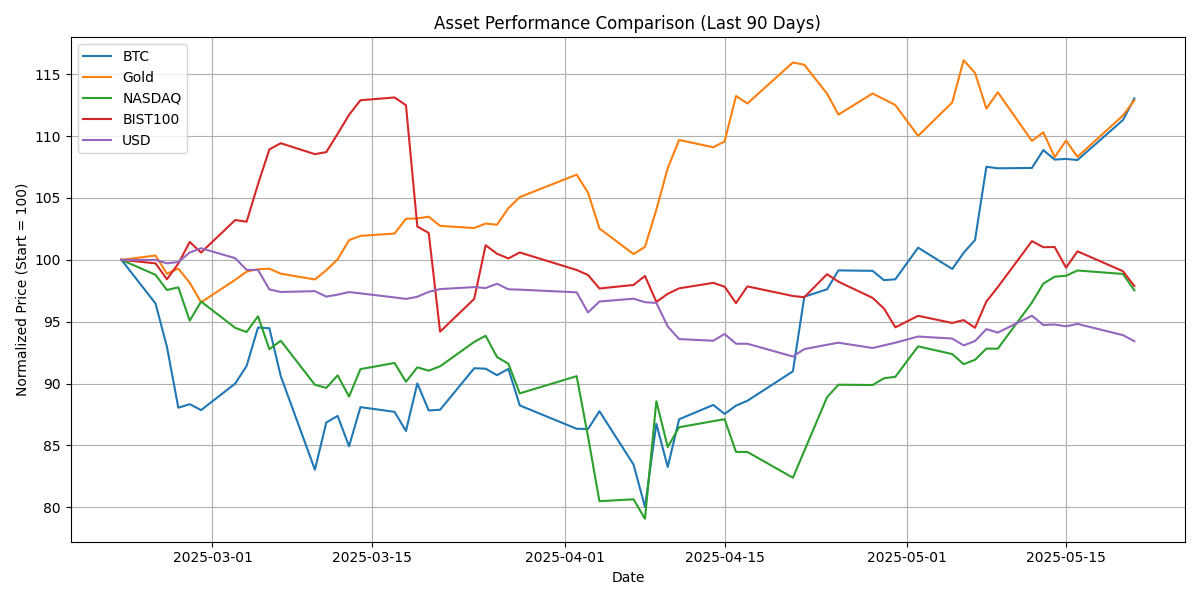 Asset Performance Comparison (Last 90 Days)
BTC
Gold
NASDAQ
BIST100
USD
Normalized Price (Start = 100)
115
110
105
100
95
90
85
80
2025-03-01
2025-03-15
2025-04-01
2025-04-15
2025-05-01
2025-05-15
Date